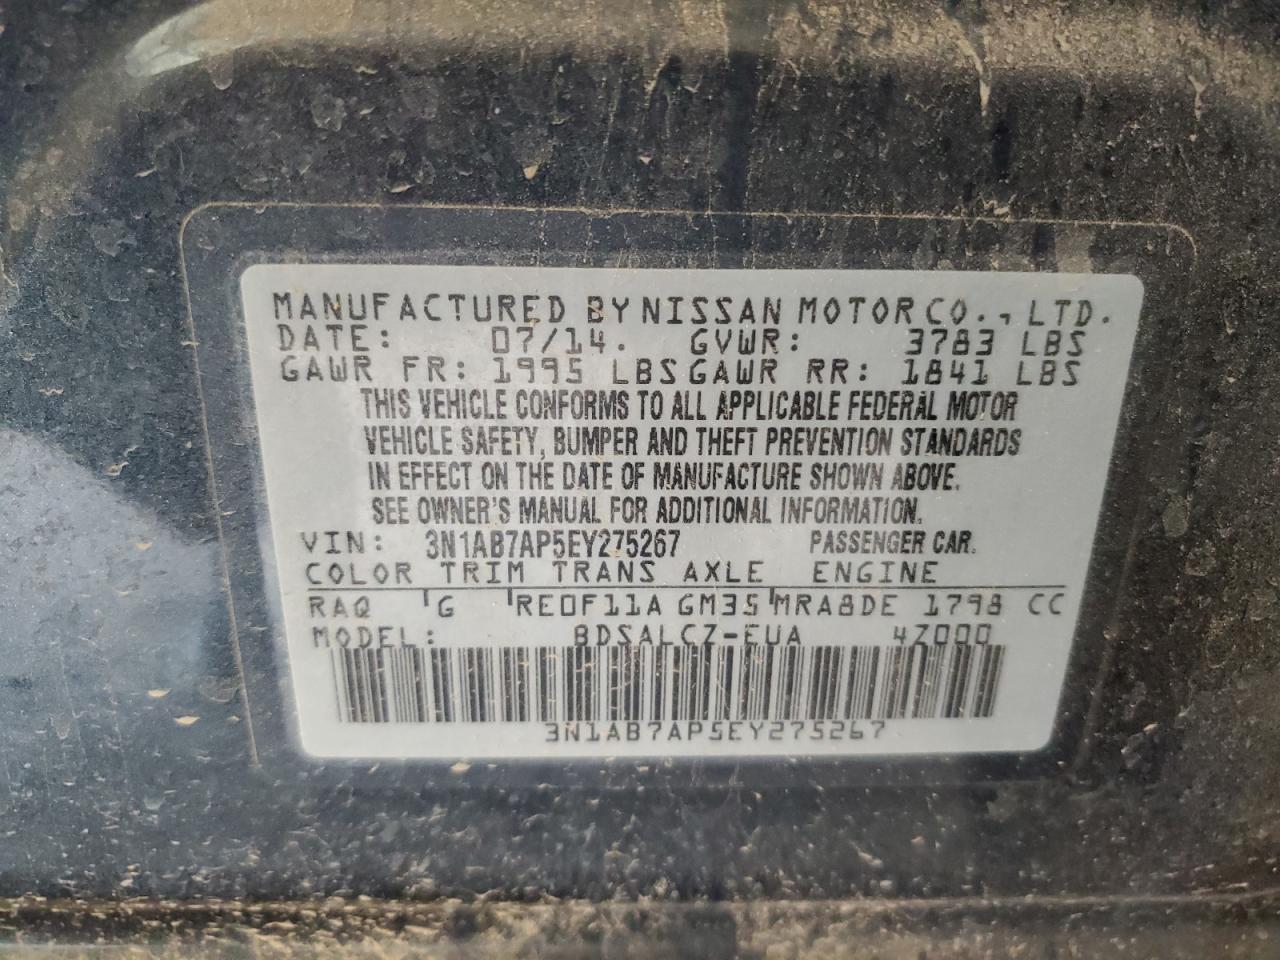 MANUFACTURED BY NISSAN MOTOR CO., LTD.
DATE: 07/14. GVWR: 3783 LBS
GAWR FR: 1995 LBS GAWR RR: 1841 LBS
THIS VEHICLE CONFORMS TO ALL APPLICABLE FEDERAL MOTOR
VEHICLE SAFETY, BUMPER AND THEFT PREVENTION STANDARDS
IN EFFECT ON THE DATE OF MANUFACTURE SHOWN ABOVE.
SEE OWNER'S MANUAL FOR ADDITIONAL INFORMATION.
VIN: 3N1AB7AP5EY275267 PASSENGER CAR.
COLOR TRIM TRANS AXLE ENGINE
RAQ G RE0F11A GM35 MRA8DE 1798 CC
MODEL: BDSALCZ-EUA 4Z000
3N1AB7AP5EY275267